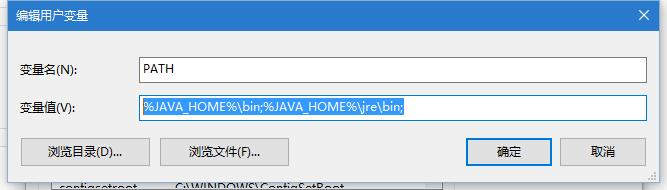 编辑用户变量
变量名(N):
PATH
变量值(V):
%JAVA_HOME%\bin;%JAVA_HOME%\jre\bin;
浏览目录(D)...
浏览文件(F)...
确定
取消
configsetroot
C:\WINDOWS\ConfigSetRoot